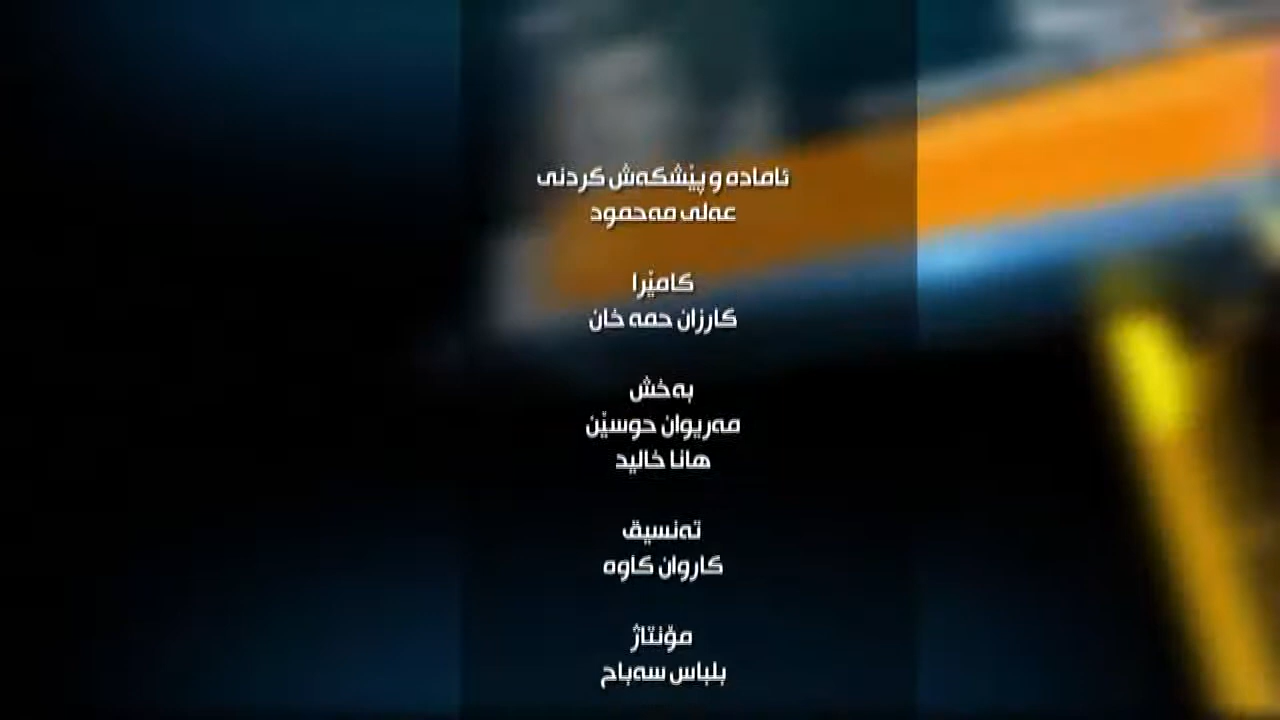 ئامادە و پێشکەش کردنی
عەلی مەحمود
کامێرا
کارزان حمە خان
پەخش
مەریوان حوسێن
هانا خالید
تەنسیق
کاروان کاوە
مۆنتاژ
بلباس سەباح